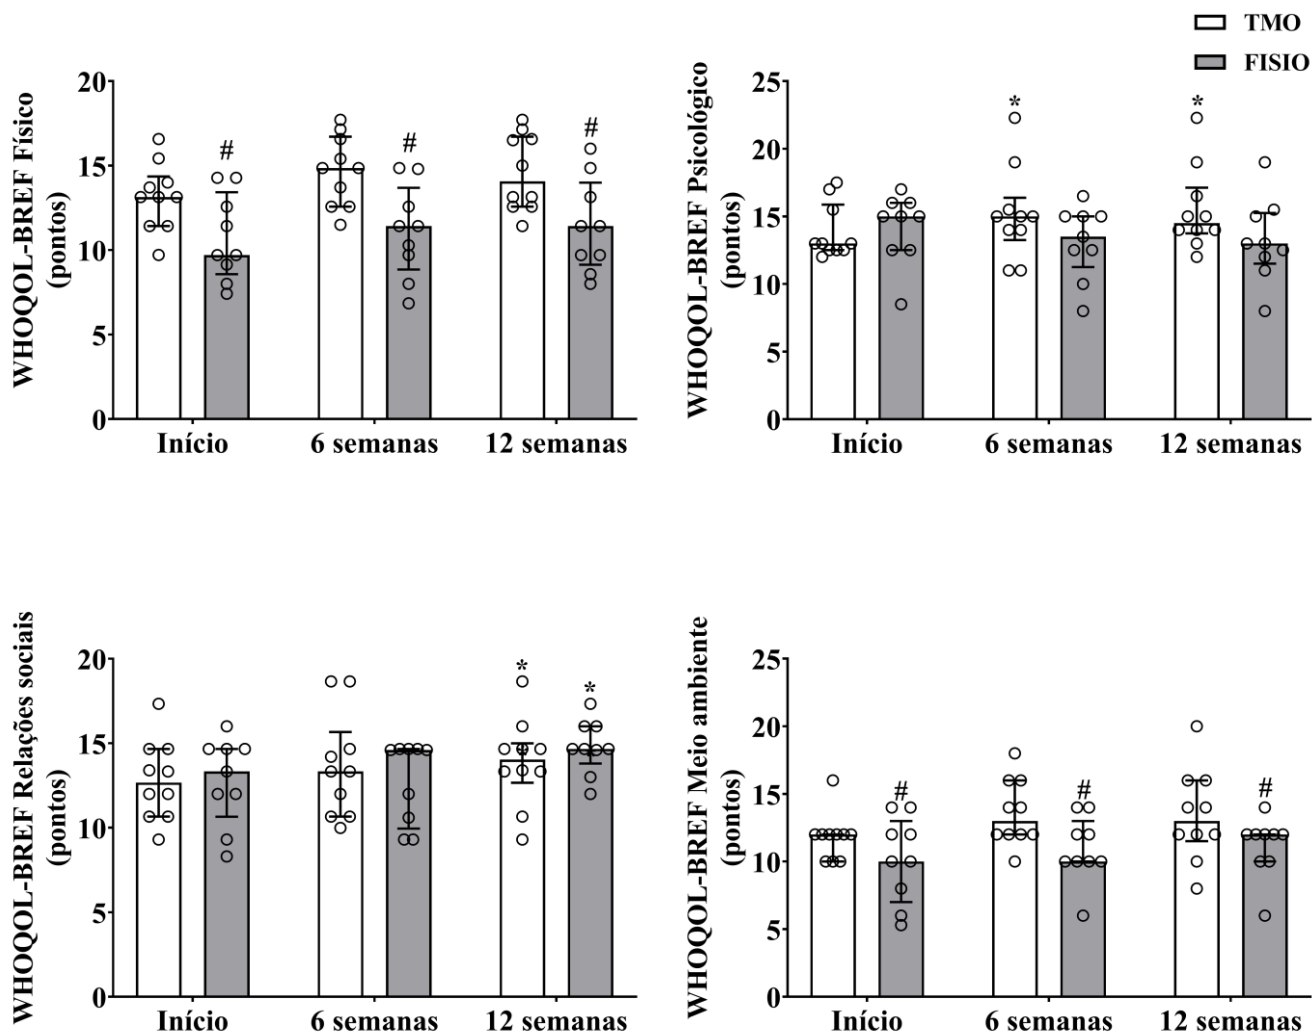 TMO
FISIO
WHOQOL-BREF Físico
(pontos)
20
15
10
5
0
#
#
#
Início
6 semanas
12 semanas
WHOQOL-BREF Psicológico
(pontos)
25
20
15
10
5
0
*
*
Início
6 semanas
12 semanas
WHOQOL-BREF Relações sociais
(pontos)
20
15
10
5
0
*
*
Início
6 semanas
12 semanas
WHOQOL-BREF Meio ambiente
(pontos)
25
20
15
10
5
0
#
#
#
Início
6 semanas
12 semanas